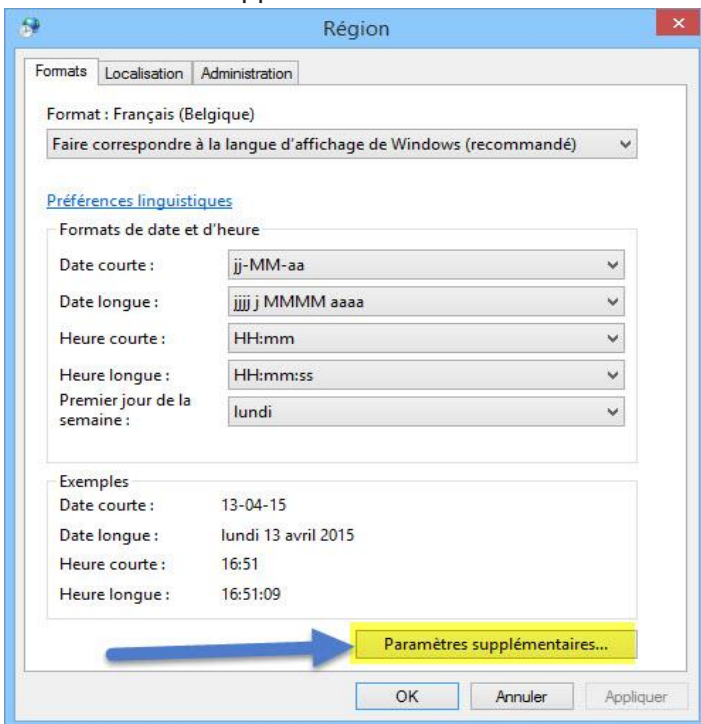 Région
Formats Localisation Administration
Format : Français (Belgique)
Faire correspondre à la langue d'affichage de Windows (recommandé)
Préférences linguistiques
Formats de date et d'heure
Date courte : jj-MM-aa
Date longue : jjjj j MMMM aaaa
Heure courte : HH:mm
Heure longue : HH:mm:ss
Premier jour de la
semaine : lundi
Exemples
Date courte : 13-04-15
Date longue : lundi 13 avril 2015
Heure courte : 16:51
Heure longue : 16:51:09
Paramètres supplémentaires...
OK Annuler Appliquer